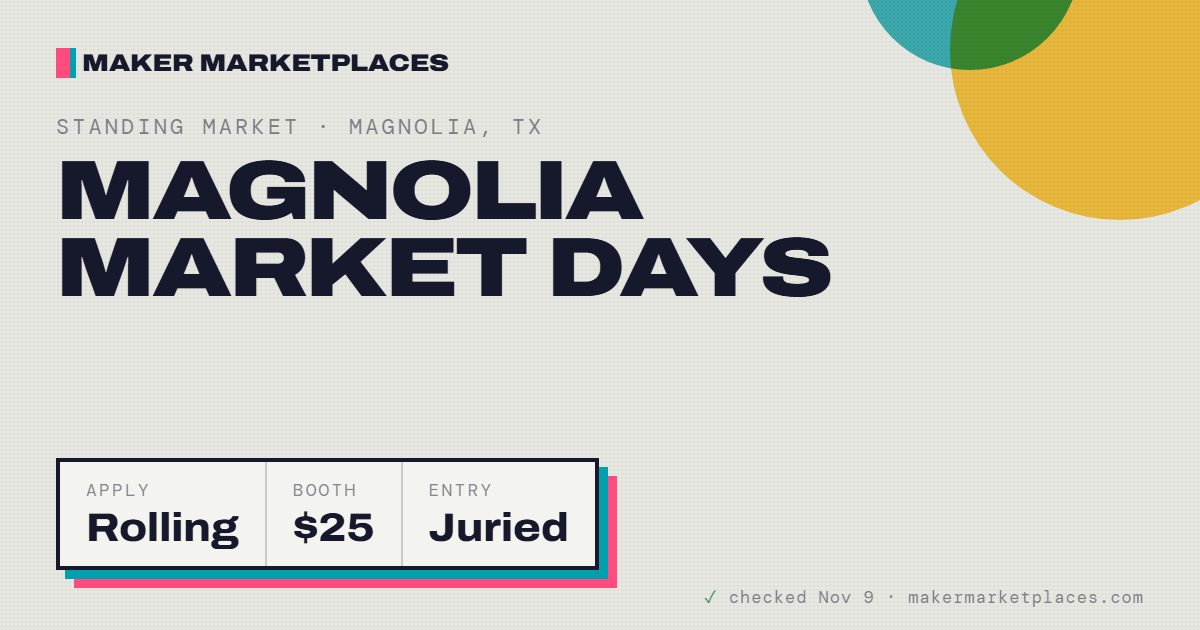 MAKER MARKETPLACES
STANDING MARKET · MAGNOLIA, TX
MAGNOLIA
MARKET DAYS
APPLY
Rolling
BOOTH
$25
ENTRY
Juried
✓ checked Nov 9 · makermarketplaces.com